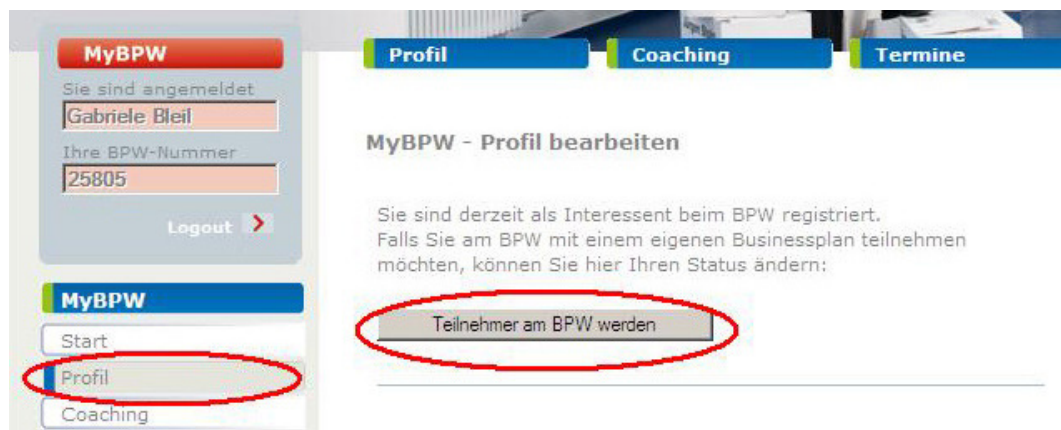 MyBPW
Sie sind angemeldet
Gabriele Bleil
Ihre BPW-Nummer
25805
Logout
MyBPW
Start
Profil
Coaching
Profil
Coaching
Termine
MyBPW - Profil bearbeiten
Sie sind derzeit als Interessent beim BPW registriert.
Falls Sie am BPW mit einem eigenen Businessplan teilnehmen
möchten, können Sie hier Ihren Status ändern:
Teilnehmer am BPW werden